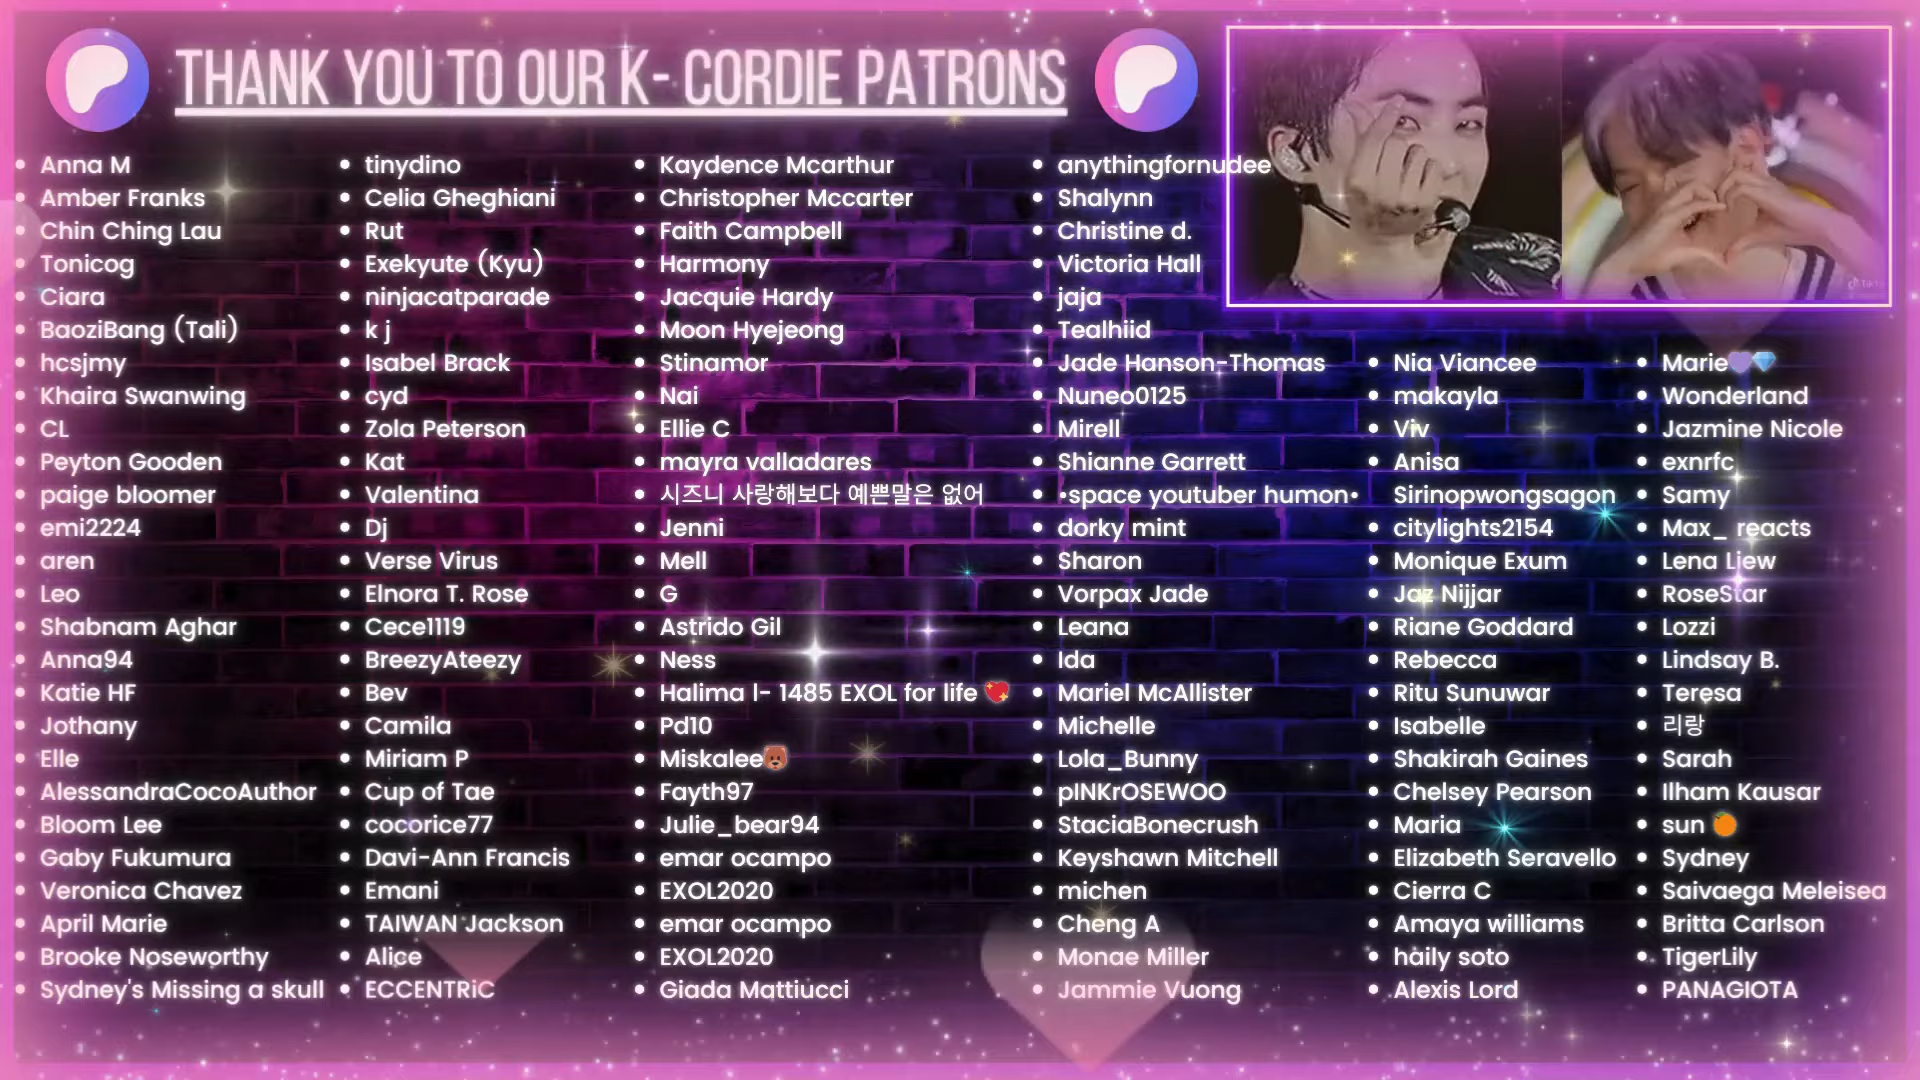 THANK YOU TO OUR K- CORDIE PATRONS
Anna M
Amber Franks
Chin Ching Lau
Tonicog
Ciara
BaoziBang (Tali)
hcsjmy
Khaira Swanwing
CL
Peyton Gooden
paige bloomer
emi2224
aren
Leo
Shabnam Aghar
Anna94
Katie HF
Jothany
Elle
AlessandraCocoAuthor
Bloom Lee
Gaby Fukumura
Veronica Chavez
April Marie
Brooke Noseworthy
Sydney's Missing a skull
tinydino
Celia Gheghiani
Rut
Exekyute (Kyu)
ninjacatparade
k j
Isabel Brack
cyd
Zola Peterson
Kat
Valentina
Dj
Verse Virus
Elnora T. Rose
Cece1119
BreezyAteezy
Bev
Camila
Miriam P
Cup of Tae
cocorice77
Davi-Ann Francis
Emani
TAIWAN Jackson
Alice
ECCENTRiC
Kaydence Mcarthur
Christopher Mccarter
Faith Campbell
Harmony
Jacquie Hardy
Moon Hyejeong
Stinamor
Nai
Ellie C
mayra valladares
시즈니 사랑해보다 예쁜말은 없어
Jenni
Mell
G
Astrido Gil
Ness
Halima I- 1485 EXOL for life 💖
Pd10
Miskalee🐻
Fayth97
Julie_bear94
emar ocampo
EXOL2020
emar ocampo
EXOL2020
Giada Mattiucci
anythingfornudee
Shalynn
Christine d.
Victoria Hall
jaja
Tealhiid
Jade Hanson-Thomas
Nuneo0125
Mirell
Shianne Garrett
•space youtuber humon•
dorky mint
Sharon
Vorpax Jade
Leana
Ida
Mariel McAllister
Michelle
Lola_Bunny
pINKrOSEWOO
StaciaBonecrush
Keyshawn Mitchell
michen
Cheng A
Monae Miller
Jammie Vuong
Nia Viancee
makayla
Viv
Anisa
Sirinopwongsagon
citylights2154
Monique Exum
Jaz Nijjar
Riane Goddard
Rebecca
Ritu Sunuwar
Isabelle
Shakirah Gaines
Chelsey Pearson
Maria
Elizabeth Seravello
Cierra C
Amaya williams
haily soto
Alexis Lord
Marie💜💎
Wonderland
Jazmine Nicole
exnrfc
Samy
Max_ reacts
Lena Liew
RoseStar
Lozzi
Lindsay B.
Teresa
리랑
Sarah
Ilham Kausar
sun 🍊
Sydney
Saivaega Meleisea
Britta Carlson
TigerLily
PANAGIOTA